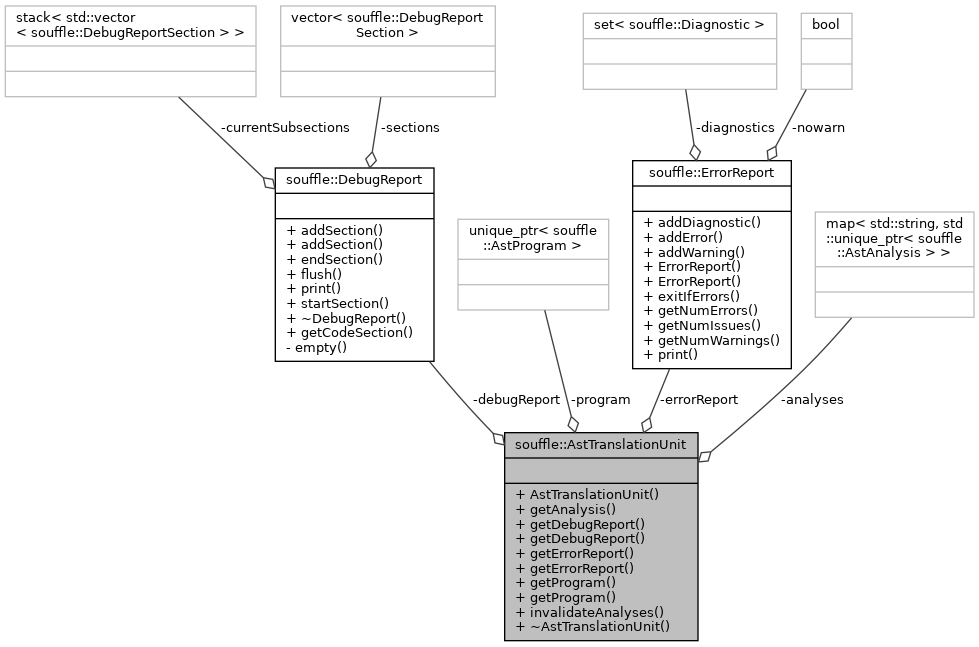 stack< std::vector
< souffle::DebugReportSection > >
vector< souffle::DebugReport
Section >
set< souffle::Diagnostic >
bool
-currentSubsections
-sections
-diagnostics
-nowarn
souffle::DebugReport
+ addSection()
+ addSection()
+ endSection()
+ flush()
+ print()
+ startSection()
+ ~DebugReport()
+ getCodeSection()
- empty()
unique_ptr< souffle
::AstProgram >
souffle::ErrorReport
+ addDiagnostic()
+ addError()
+ addWarning()
+ ErrorReport()
+ ErrorReport()
+ exitIfErrors()
+ getNumErrors()
+ getNumIssues()
+ getNumWarnings()
+ print()
map< std::string, std
::unique_ptr< souffle
::AstAnalysis > >
-debugReport
-program
-errorReport
-analyses
souffle::AstTranslationUnit
+ AstTranslationUnit()
+ getAnalysis()
+ getDebugReport()
+ getDebugReport()
+ getErrorReport()
+ getErrorReport()
+ getProgram()
+ getProgram()
+ invalidateAnalyses()
+ ~AstTranslationUnit()